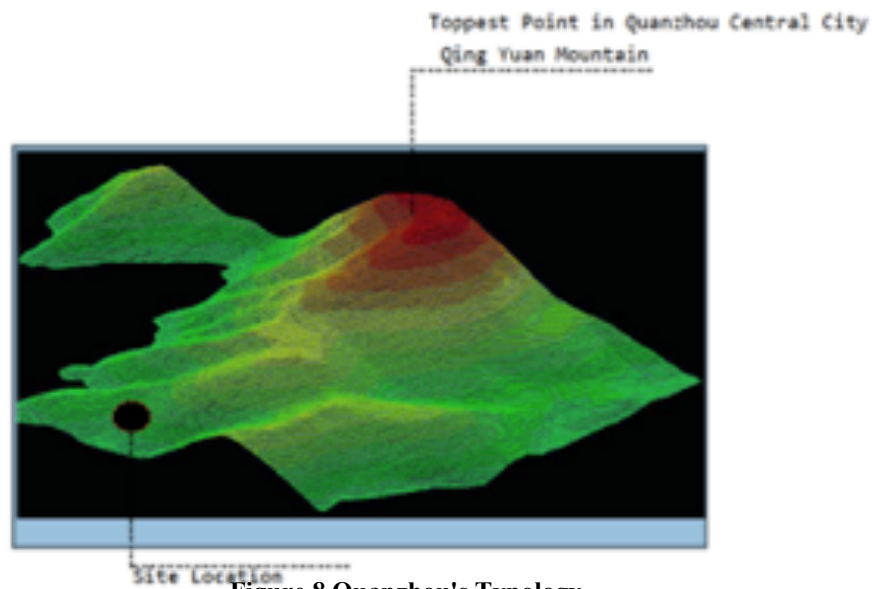 Toppest Point in Quanzhou Central City
Qing Yuan Mountain
Site Location
Figure 8 Quanzhou's Typology